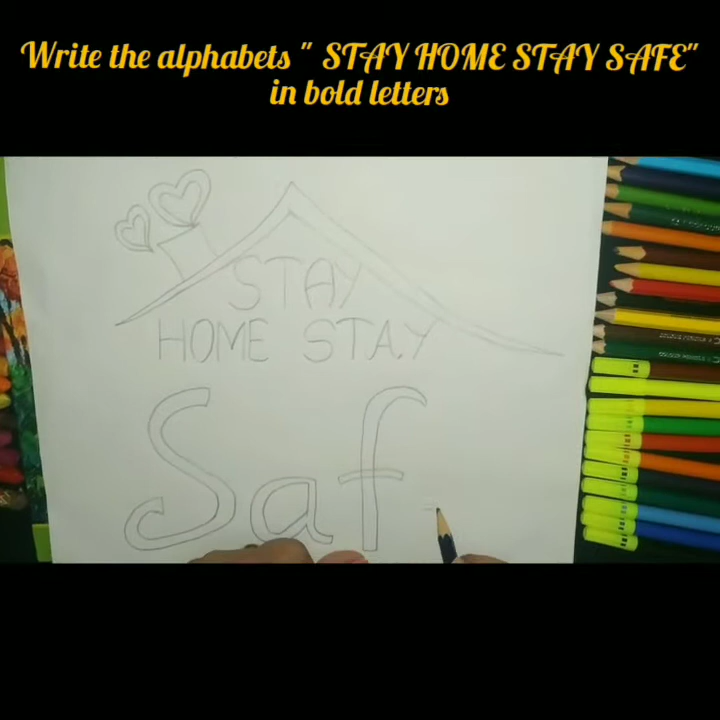 Write the alphabets " STAY HOME STAY SAFE"
in bold letters
STAY
HOME STAY
Saf